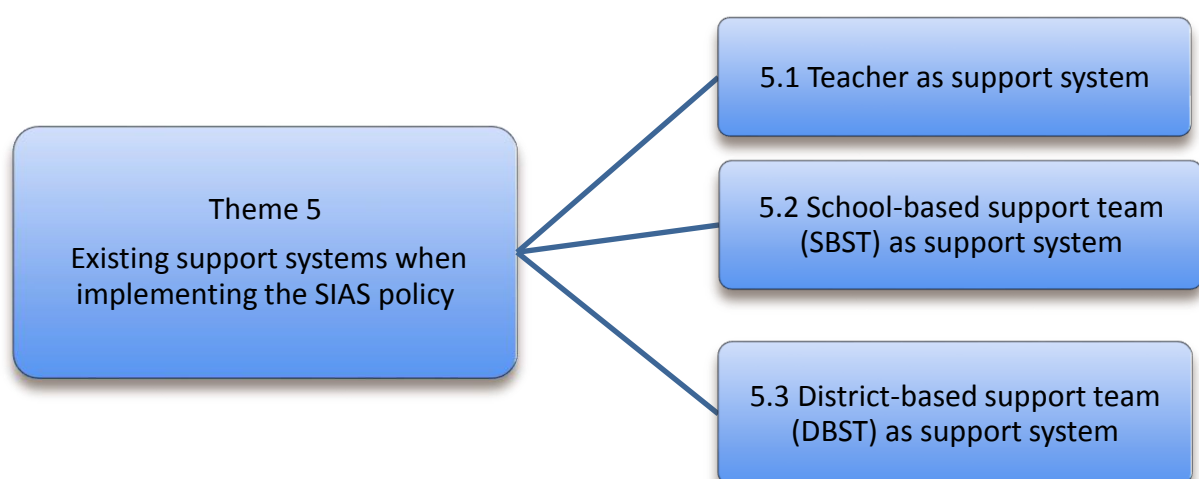 Theme 5
Existing support systems when
implementing the SIAS policy
5.1 Teacher as support system
5.2 School-based support team
(SBST) as support system
5.3 District-based support team
(DBST) as support system